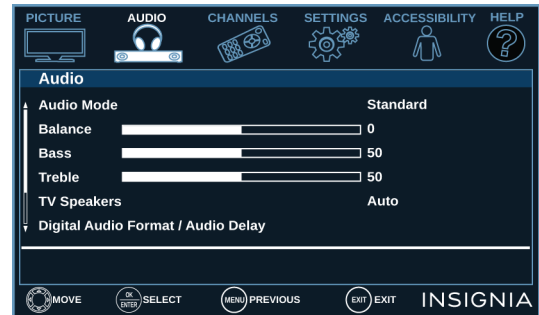 PICTURE AUDIO CHANNELS SETTINGS ACCESSIBILITY HELP
Audio
Audio Mode Standard
Balance 0
Bass 50
Treble 50
TV Speakers Auto
Digital Audio Format / Audio Delay
MOVE OK ENTER SELECT MENU PREVIOUS EXIT EXIT INSIGNIA